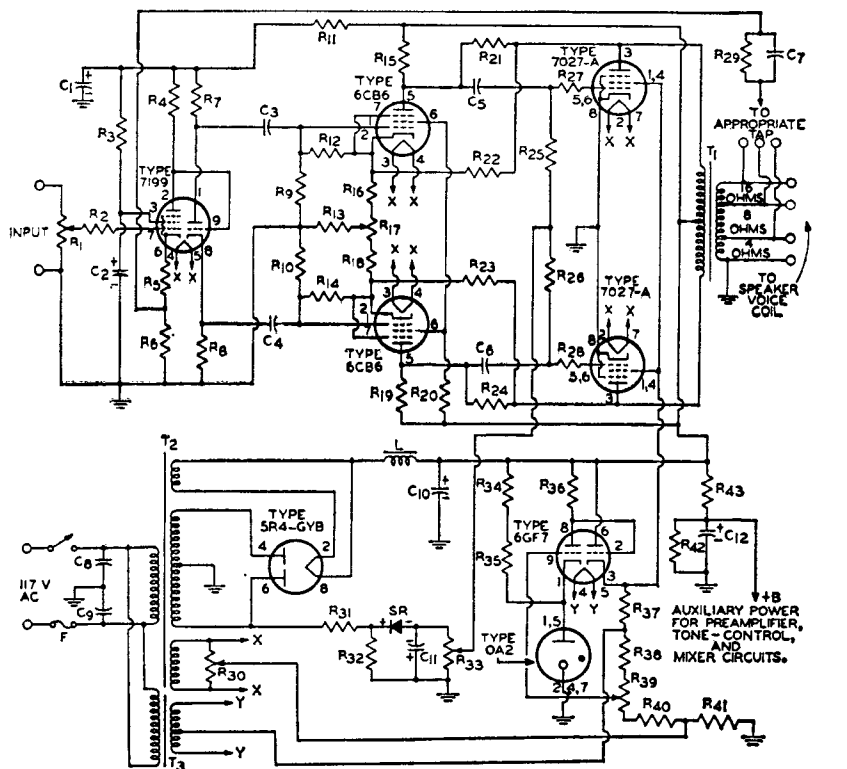 R11
R15
R21
TYPE
7027-A
3
1,4
R29
C7
C1
R4
R7
TYPE
6CB6
5
C5
R27
5,6
8
2
7
X
X
TO
APPROPRIATE
TAP
R3
C3
7
2
6
R12
3
4
X
X
R25
R22
T1
TYPE
7199
2
1
3
7
9
6
4
5
8
X
X
R9
R16
16
OHMS
8
OHMS
4
OHMS
INPUT
R1
R2
R13
R17
X
X
R10
R18
C2
R5
R14
R23
R26
TYPE
7027-A
X
X
TO
SPEAKER
VOICE
COIL
3
4
2
7
6
5
R6
R8
C4
TYPE
6CB6
C6
R28
8
2
7
5,6
1,4
3
R19
R20
R24
T2
L
C10
R34
R36
TYPE
6GF7
R43
TYPE
5R4-GYB
4
2
6
8
8
6
9
2
1
4
5
3
Y
Y
R42
C12
C8
117 V
AC
C9
F
R35
R37
+B
AUXILIARY POWER
FOR PREAMPLIFIER,
TONE-CONTROL,
AND
MIXER CIRCUITS.
R31
SR
R32
C11
R33
TYPE
OA2
1,5
2
4,7
R38
R39
X
R30
X
Y
R40
R41
Y
T3